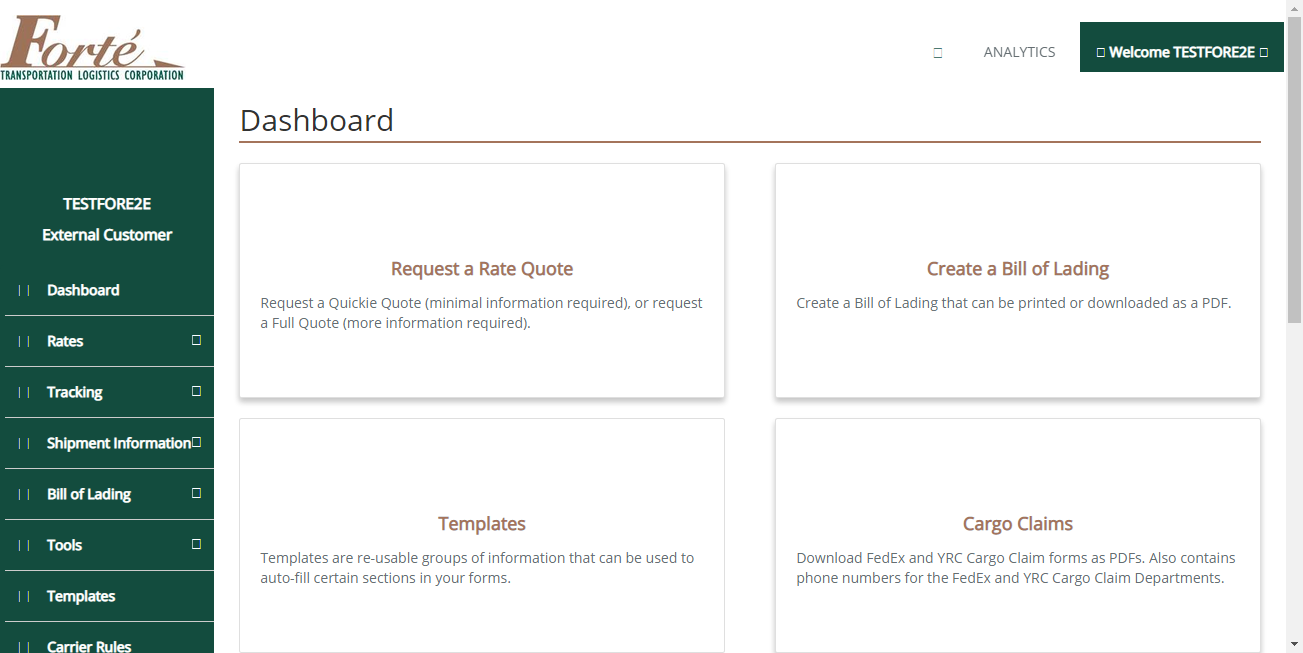 Forté
TRANSPORTATION LOGISTICS CORPORATION
ANALYTICS
Welcome TESTFORE2E
TESTFORE2E
External Customer
Dashboard
Rates
Tracking
Shipment Information
Bill of Lading
Tools
Templates
Carrier Rules
Dashboard
Request a Rate Quote
Request a Quickie Quote (minimal information required), or request
a Full Quote (more information required).
Create a Bill of Lading
Create a Bill of Lading that can be printed or downloaded as a PDF.
Templates
Templates are re-usable groups of information that can be used to
auto-fill certain sections in your forms.
Cargo Claims
Download FedEx and YRC Cargo Claim forms as PDFs. Also contains
phone numbers for the FedEx and YRC Cargo Claim Departments.